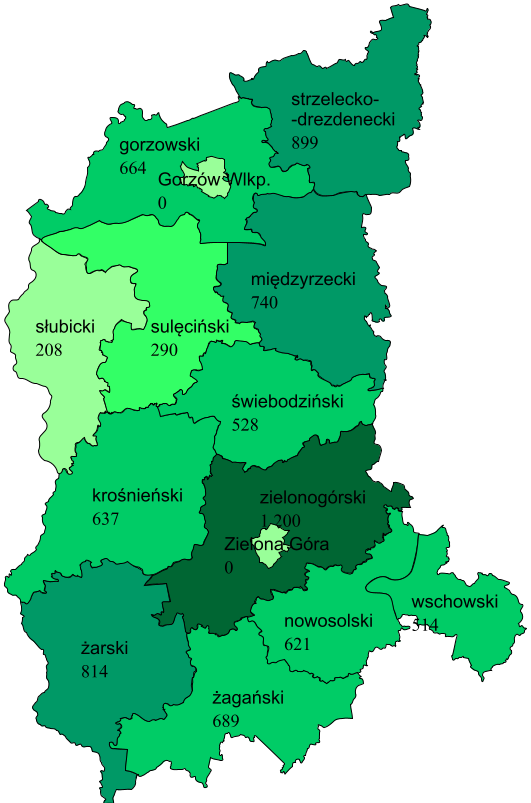 strzelecko-
-drezdenecki
899
gorzowski
664
Gorzów Wlkp.
0
międzyrzecki
740
słubicki
208
sulęciński
290
świebodziński
528
krośnieński
637
zielonogórski
1 200
Zielona Góra
0
wschowski
514
nowosolski
621
żarski
814
żagański
689